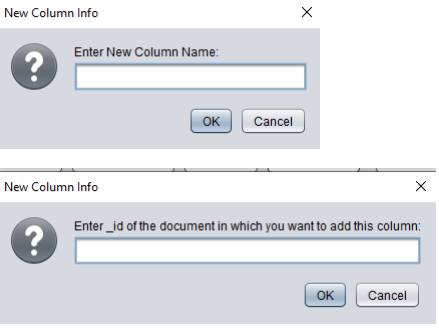 New Column Info
Enter New Column Name:
OK Cancel
New Column Info
Enter _id of the document in which you want to add this column:
OK Cancel